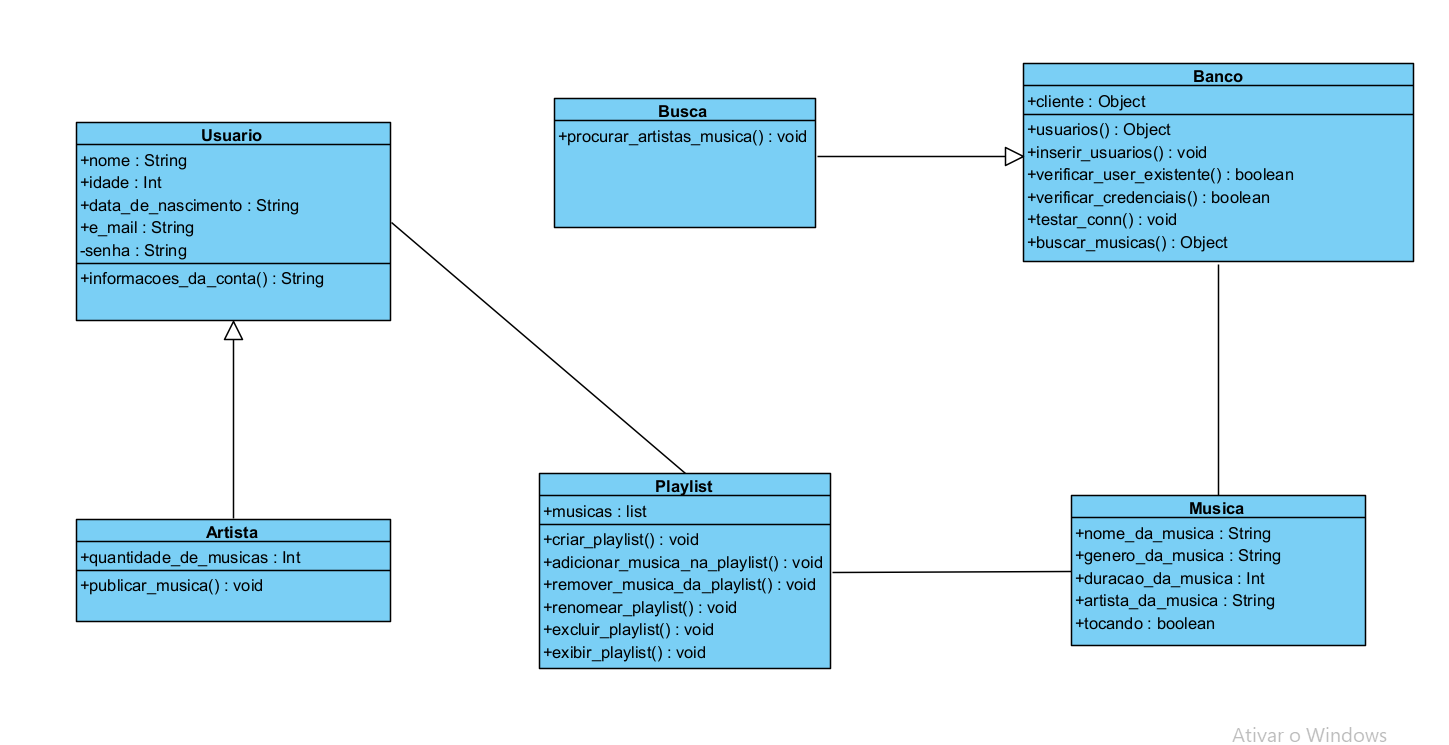 Usuario
+nome : String
+idade : Int
+data_de_nascimento : String
+e_mail : String
-senha : String
+informacoes_da_conta() : String
Busca
+procurar_artistas_musica() : void
Banco
+cliente : Object
+usuarios() : Object
+inserir_usuarios() : void
+verificar_user_existente() : boolean
+verificar_credenciais() : boolean
+testar_conn() : void
+buscar_musicas() : Object
Artista
+quantidade_de_musicas : Int
+publicar_musica() : void
Playlist
+musicas : list
+criar_playlist() : void
+adicionar_musica_na_playlist() : void
+remover_musica_da_playlist() : void
+renomear_playlist() : void
+excluir_playlist() : void
+exibir_playlist() : void
Musica
+nome_da_musica : String
+genero_da_musica : String
+duracao_da_musica : Int
+artista_da_musica : String
+tocando : boolean
Ativar o Windows